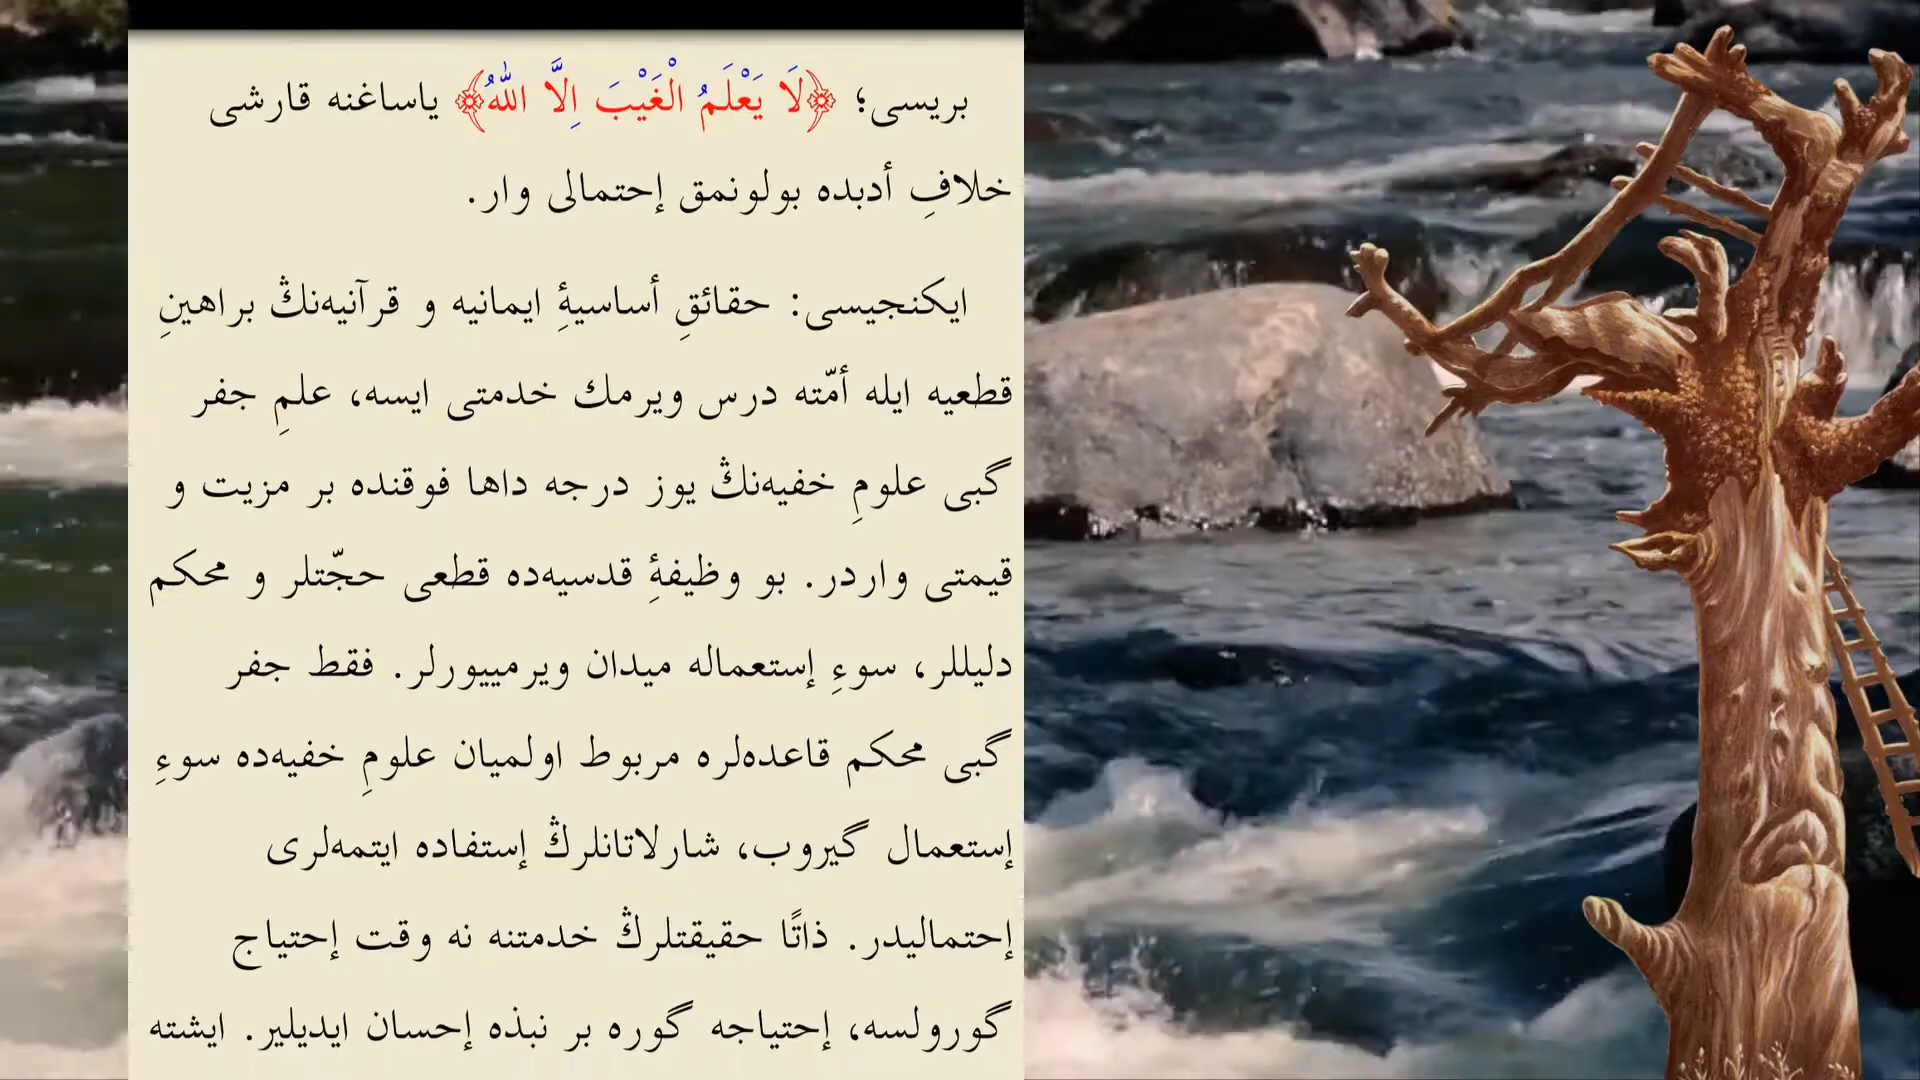 بريسى؛ ﴿لَا يَعْلَمُ الْغَيْبَ اِلَّا اللّٰهُ﴾ ياساغنه قارشى
خلافِ أدبده بولونمق إحتمالى وار.
ايكنجيسى: حقائقِ أساسيهِٔ ايمانيه و قرآنيه‌نڭ براهينِ
قطعيه ايله أمّته درس ويرمك خدمتى ايسه، علمِ جفر
گبى علومِ خفيه‌نڭ يوز درجه داها فوقنده بر مزيت و
قيمتى واردر. بو وظيفهِٔ قدسيه‌ده قطعى حجّتلر و محكم
دليللر، سوءِ إستعماله ميدان ويرمييورلر. فقط جفر
گبى محكم قاعده‌لره مربوط اولميان علومِ خفيه‌ده سوءِ
إستعمال گيروب، شارلاتانلرڭ إستفاده ايتمه‌لرى
إحتماليدر. ذاتًا حقيقتلرڭ خدمتنه نه وقت إحتياج
گورولسه، إحتياجه گوره بر نبذه إحسان ايديلير. ايشته